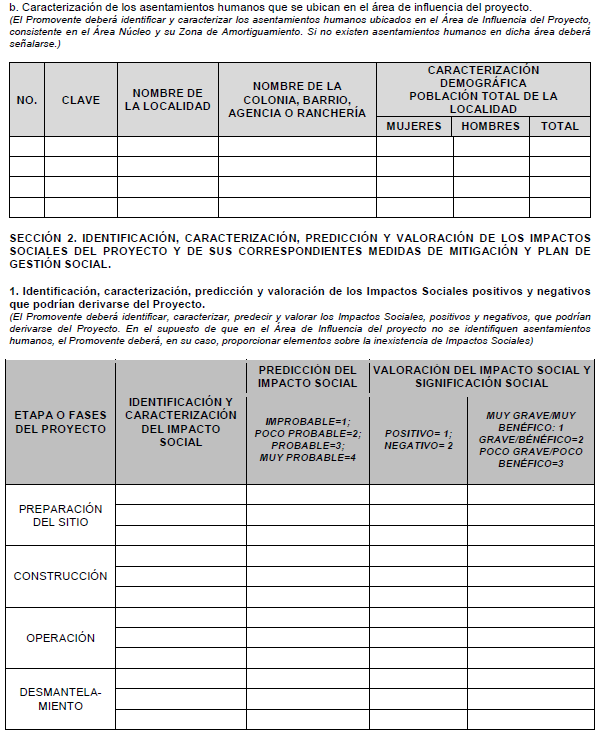 b. Caracterización de los asentamientos humanos que se ubican en el área de influencia del proyecto.
(El Promovente deberá identificar y caracterizar los asentamientos humanos ubicados en el Área de Influencia del Proyecto,
consistente en el Área Núcleo y su Zona de Amortiguamiento. Si no existen asentamientos humanos en dicha área deberá
señalarse.)
NO.
CLAVE
NOMBRE DE
LA LOCALIDAD
NOMBRE DE LA
COLONIA, BARRIO,
AGENCIA O RANCHERÍA
CARACTERIZACIÓN
DEMOGRÁFICA
POBLACIÓN TOTAL DE LA
LOCALIDAD
MUJERES
HOMBRES
TOTAL
SECCIÓN 2. IDENTIFICACIÓN, CARACTERIZACIÓN, PREDICCIÓN Y VALORACIÓN DE LOS IMPACTOS
SOCIALES DEL PROYECTO Y DE SUS CORRESPONDIENTES MEDIDAS DE MITIGACIÓN Y PLAN DE
GESTIÓN SOCIAL.
1. Identificación, caracterización, predicción y valoración de los Impactos Sociales positivos y negativos
que podrían derivarse del Proyecto.
(El Promovente deberá identificar, caracterizar, predecir y valorar los Impactos Sociales, positivos y negativos, que podrían
derivarse del Proyecto. En el supuesto de que en el Área de Influencia del proyecto no se identifiquen asentamientos
humanos, el Promovente deberá, en su caso, proporcionar elementos sobre la inexistencia de Impactos Sociales)
ETAPA O FASES
DEL PROYECTO
IDENTIFICACIÓN Y
CARACTERIZACIÓN
DEL IMPACTO
SOCIAL
PREDICCIÓN DEL
IMPACTO SOCIAL
VALORACIÓN DEL IMPACTO SOCIAL Y
SIGNIFICACIÓN SOCIAL
IMPROBABLE=1;
POCO PROBABLE=2;
PROBABLE=3;
MUY PROBABLE=4
POSITIVO= 1;
NEGATIVO= 2
MUY GRAVE/MUY
BENÉFICO: 1
GRAVE/BÉNÉFICO=2
POCO GRAVE/POCO
BENÉFICO=3
PREPARACIÓN
DEL SITIO
CONSTRUCCIÓN
OPERACIÓN
DESMANTELA-
MIENTO